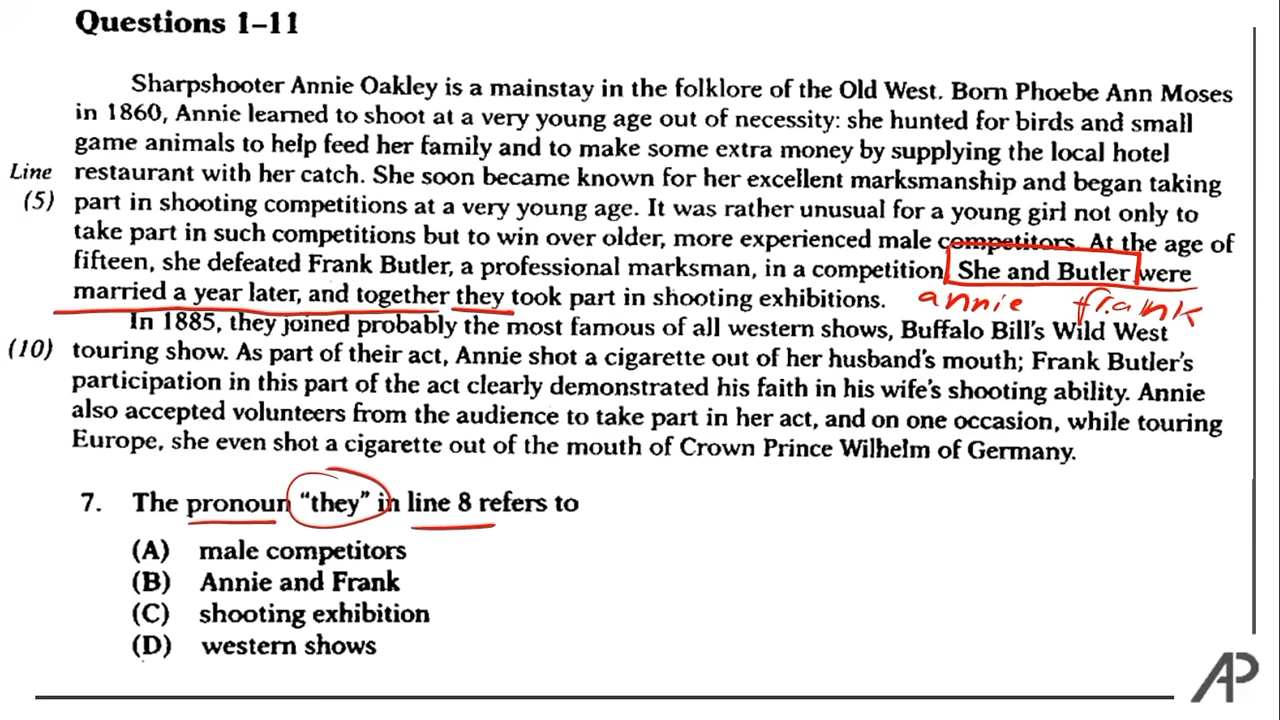 Questions 1–11
Sharpshooter Annie Oakley is a mainstay in the folklore of the Old West. Born Phoebe Ann Moses
in 1860, Annie learned to shoot at a very young age out of necessity: she hunted for birds and small
game animals to help feed her family and to make some extra money by supplying the local hotel
Line restaurant with her catch. She soon became known for her excellent marksmanship and began taking
(5) part in shooting competitions at a very young age. It was rather unusual for a young girl not only to
take part in such competitions but to win over older, more experienced male competitors. At the age of
fifteen, she defeated Frank Butler, a professional marksman, in a competition. She and Butler were
married a year later, and together they took part in shooting exhibitions.
annie frank
In 1885, they joined probably the most famous of all western shows, Buffalo Bill's Wild West
(10) touring show. As part of their act, Annie shot a cigarette out of her husband's mouth; Frank Butler's
participation in this part of the act clearly demonstrated his faith in his wife's shooting ability. Annie
also accepted volunteers from the audience to take part in her act, and on one occasion, while touring
Europe, she even shot a cigarette out of the mouth of Crown Prince Wilhelm of Germany.
7. The pronoun "they" in line 8 refers to
(A) male competitors
(B) Annie and Frank
(C) shooting exhibition
(D) western shows
AP